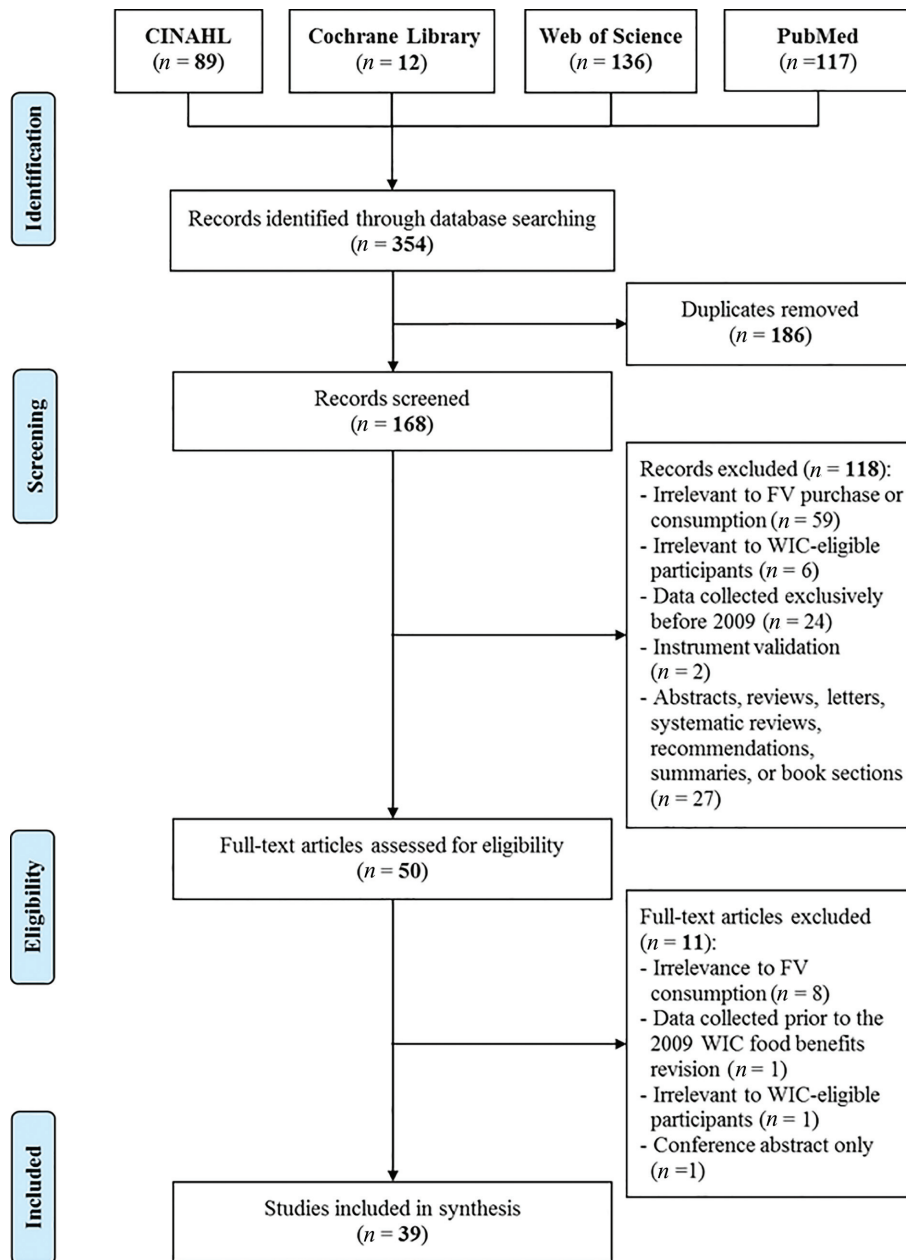 CINAHL
(n = 89)
Cochrane Library
(n = 12)
Web of Science
(n = 136)
PubMed
(n =117)
Identification
Records identified through database searching
(n = 354)
Duplicates removed
(n = 186)
Screening
Records screened
(n = 168)
Records excluded (n = 118):
- Irrelevant to FV purchase or
consumption (n = 59)
- Irrelevant to WIC-eligible
participants (n = 6)
- Data collected exclusively
before 2009 (n = 24)
- Instrument validation
(n = 2)
- Abstracts, reviews, letters,
systematic reviews,
recommendations,
summaries, or book sections
(n = 27)
Eligibility
Full-text articles assessed for eligibility
(n = 50)
Full-text articles excluded
(n = 11):
- Irrelevance to FV
consumption (n = 8)
- Data collected prior to the
2009 WIC food benefits
revision (n = 1)
- Irrelevant to WIC-eligible
participants (n = 1)
- Conference abstract only
(n =1)
Included
Studies included in synthesis
(n = 39)